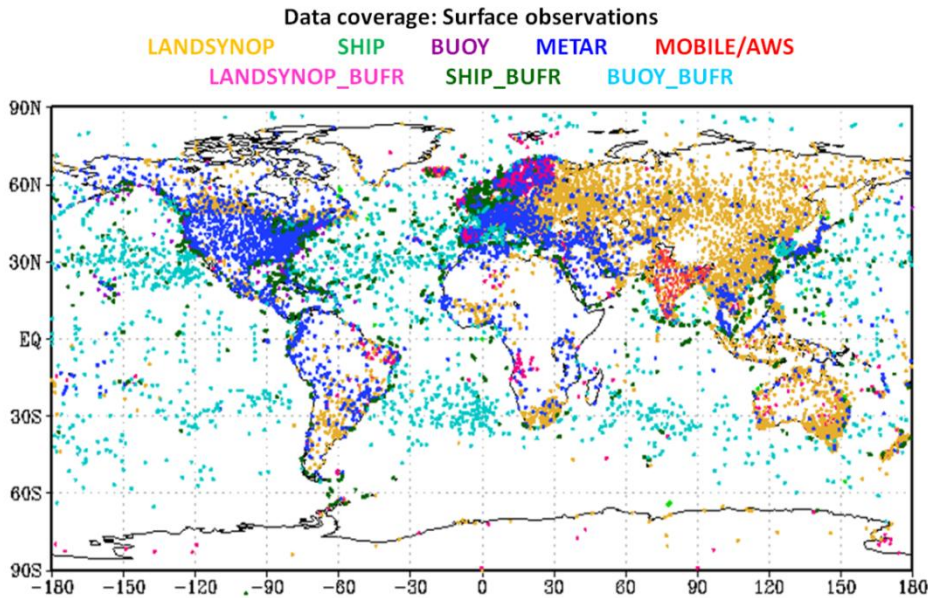 Data coverage: Surface observations
LANDSYNOP SHIP BUOY METAR MOBILE/AWS
LANDSYNOP_BUFR SHIP_BUFR BUOY_BUFR
90N
60N
30N
EQ
30S
60S
90S
-180 -150 -120 -90 -60 -30 0 30 60 90 120 150 180